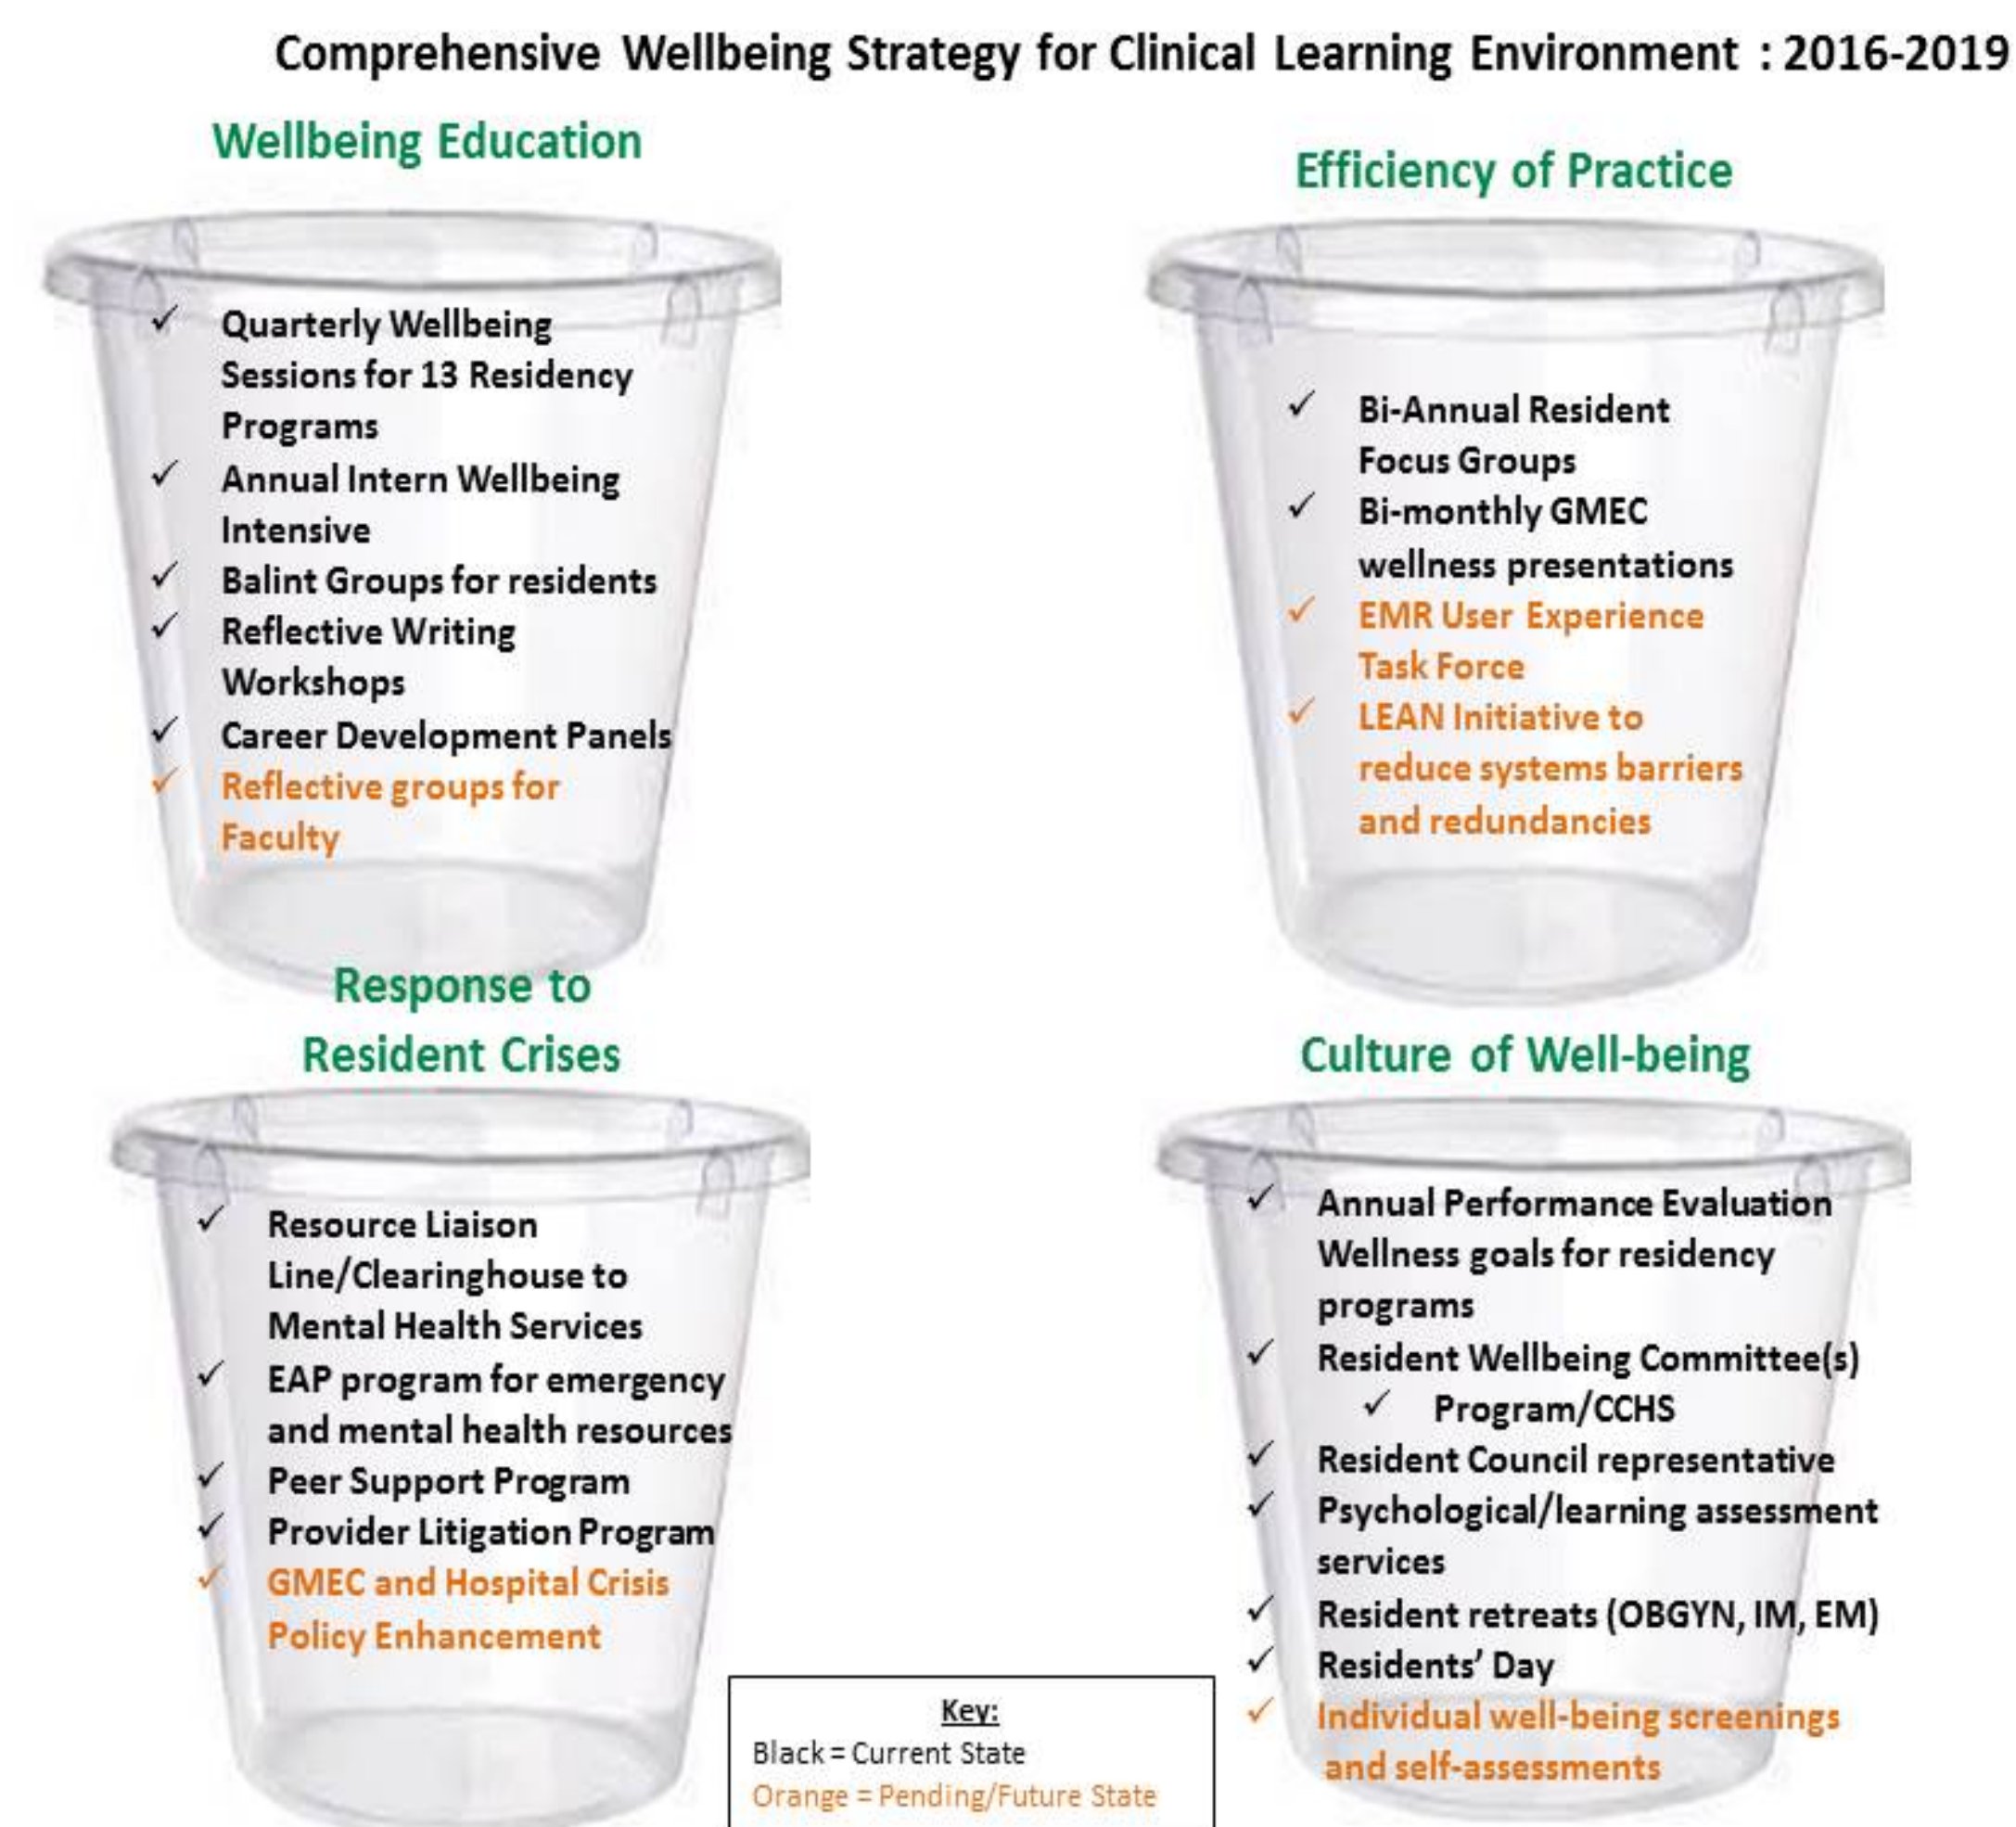 Comprehensive Wellbeing Strategy for Clinical Learning Environment : 2016-2019
Wellbeing Education
✓ Quarterly Wellbeing
Sessions for 13 Residency
Programs
✓ Annual Intern Wellbeing
Intensive
✓ Balint Groups for residents
✓ Reflective Writing
Workshops
✓ Career Development Panels
✓ Reflective groups for
Faculty
Efficiency of Practice
✓ Bi-Annual Resident
Focus Groups
✓ Bi-monthly GMEC
wellness presentations
✓ EMR User Experience
Task Force
✓ LEAN Initiative to
reduce systems barriers
and redundancies
Response to
Resident Crises
✓ Resource Liaison
Line/Clearinghouse to
Mental Health Services
✓ EAP program for emergency
and mental health resources
✓ Peer Support Program
✓ Provider Litigation Program
✓ GMEC and Hospital Crisis
Policy Enhancement
Culture of Well-being
✓ Annual Performance Evaluation
Wellness goals for residency
programs
✓ Resident Wellbeing Committee(s)
✓ Program/CCHS
✓ Resident Council representative
✓ Psychological/learning assessment
services
✓ Resident retreats (OBGYN, IM, EM)
✓ Residents' Day
✓ Individual well-being screenings
and self-assessments
Key:
Black = Current State
Orange = Pending/Future State